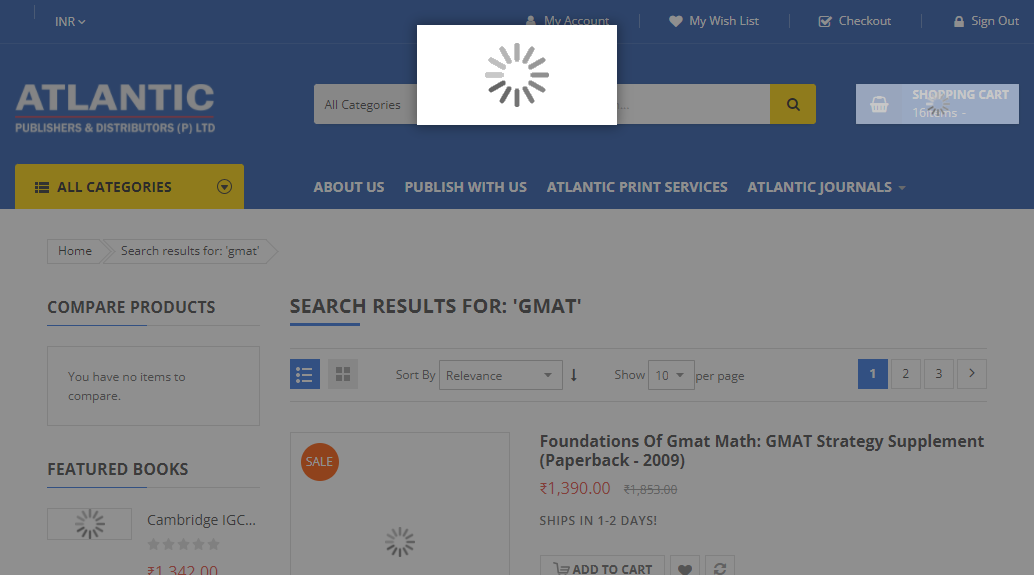 INR
My Account
My Wish List
Checkout
Sign Out
ATLANTIC
PUBLISHERS & DISTRIBUTORS (P) LTD
All Categories
SHOPPING CART
16items -
ALL CATEGORIES
ABOUT US
PUBLISH WITH US
ATLANTIC PRINT SERVICES
ATLANTIC JOURNALS
Home
Search results for: 'gmat'
COMPARE PRODUCTS
You have no items to
compare.
FEATURED BOOKS
Cambridge IGC...
₹1,342.00
SEARCH RESULTS FOR: 'GMAT'
Sort By Relevance
Show 10 per page
1 2 3
SALE
Foundations Of Gmat Math: GMAT Strategy Supplement
(Paperback - 2009)
₹1,390.00 ₹1,853.00
SHIPS IN 1-2 DAYS!
ADD TO CART